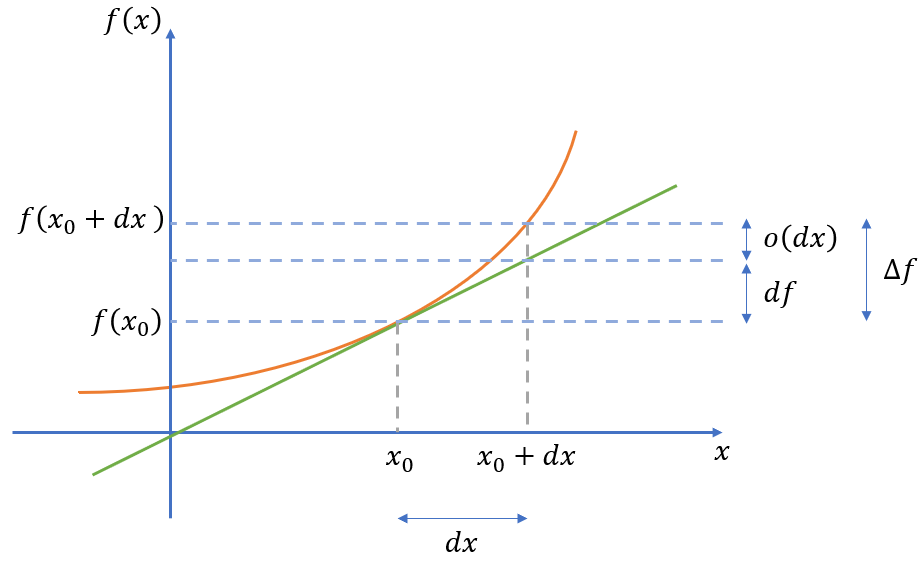 f(x)
f(x₀ + dx)
o(dx)
Δf
df
f(x₀)
x₀
x₀ + dx
x
dx